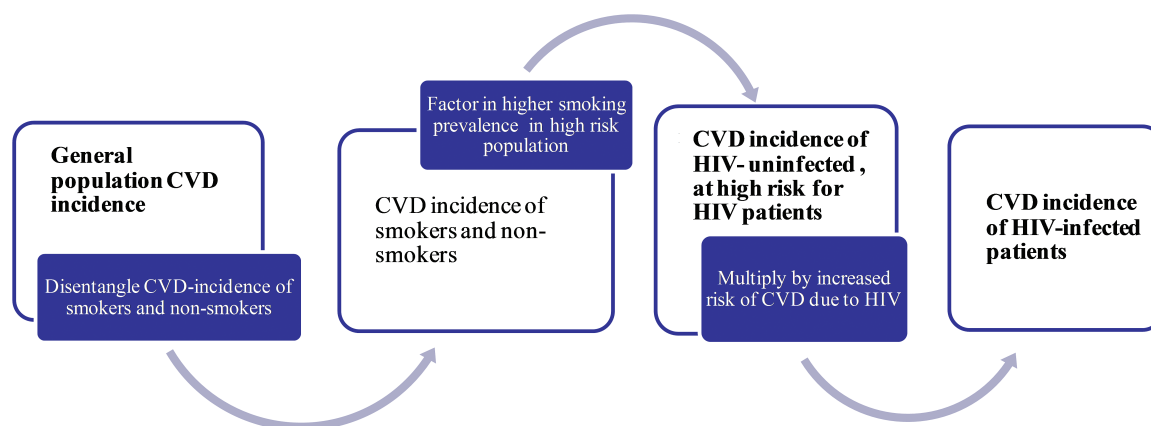 General
population CVD
incidence
Disentangle CVD-incidence of
smokers and non-smokers
Factor in higher smoking
prevalence in high risk
population
CVD incidence of
smokers and non-
smokers
CVD incidence of
HIV- uninfected ,
at high risk for
HIV patients
Multiply by increased
risk of CVD due to HIV
CVD incidence
of HIV-infected
patients